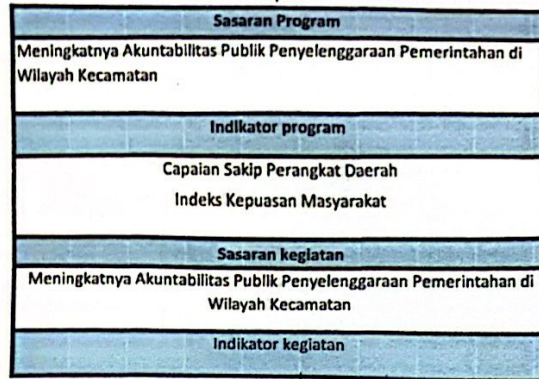 Sasaran Program
Meningkatnya Akuntabilitas Publik Penyelenggaraan Pemerintahan di
Wilayah Kecamatan
Indikator program
Capaian Sakip Perangkat Daerah
Indeks Kepuasan Masyarakat
Sasaran kegiatan
Meningkatnya Akuntabilitas Publik Penyelenggaraan Pemerintahan di
Wilayah Kecamatan
Indikator kegiatan